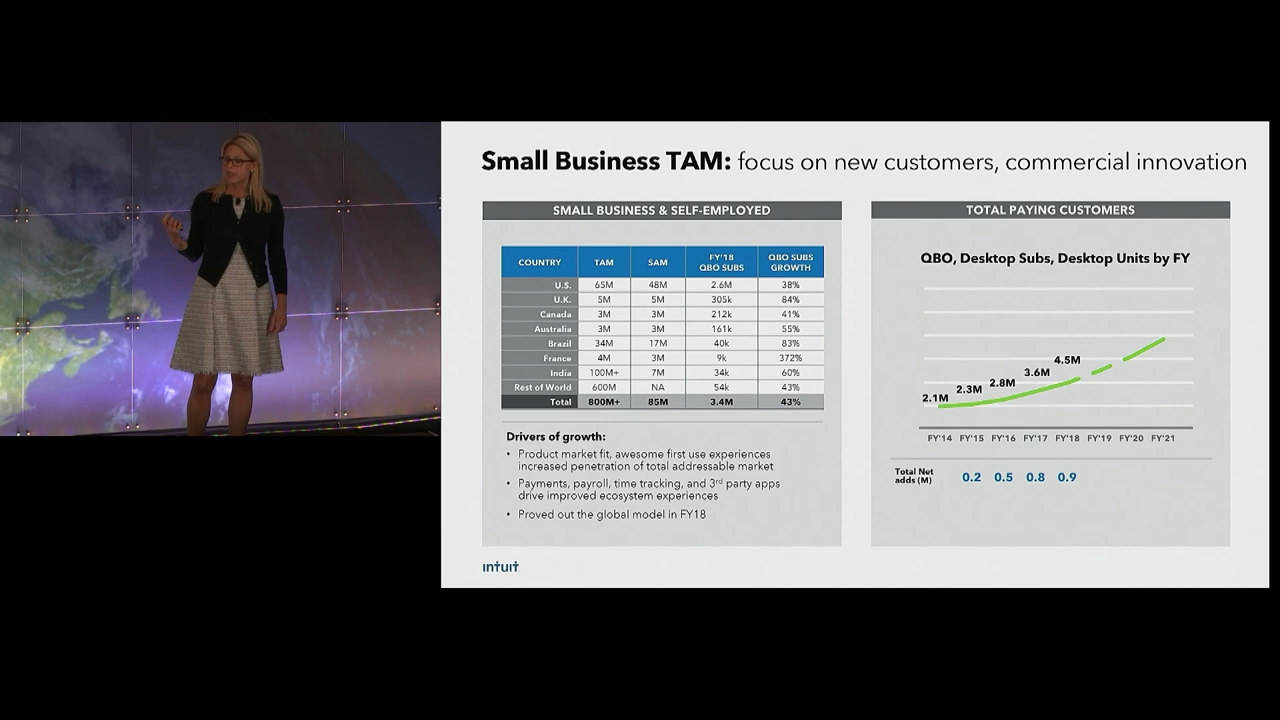 Small Business TAM: focus on new customers, commercial innovation
SMALL BUSINESS & SELF-EMPLOYED
COUNTRY TAM SAM FY'18 QBO SUBS QBO SUBS GROWTH
U.S. 65M 48M 2.6M 38%
U.K. 5M 5M 305k 84%
Canada 3M 3M 212k 41%
Australia 3M 3M 161k 55%
Brazil 34M 17M 40k 83%
France 4M 3M 9k 372%
India 100M+ 7M 34k 60%
Rest of World 600M NA 54k 43%
Total 800M+ 85M 3.4M 43%
Drivers of growth:
• Product market fit, awesome first use experiences
increased penetration of total addressable market
• Payments, payroll, time tracking, and 3rd party apps
drive improved ecosystem experiences
• Proved out the global model in FY18
TOTAL PAYING CUSTOMERS
QBO, Desktop Subs, Desktop Units by FY
2.1M 2.3M 2.8M 3.6M 4.5M
FY'14 FY'15 FY'16 FY'17 FY'18 FY'19 FY'20 FY'21
Total Net
adds (M)
0.2 0.5 0.8 0.9
intuit